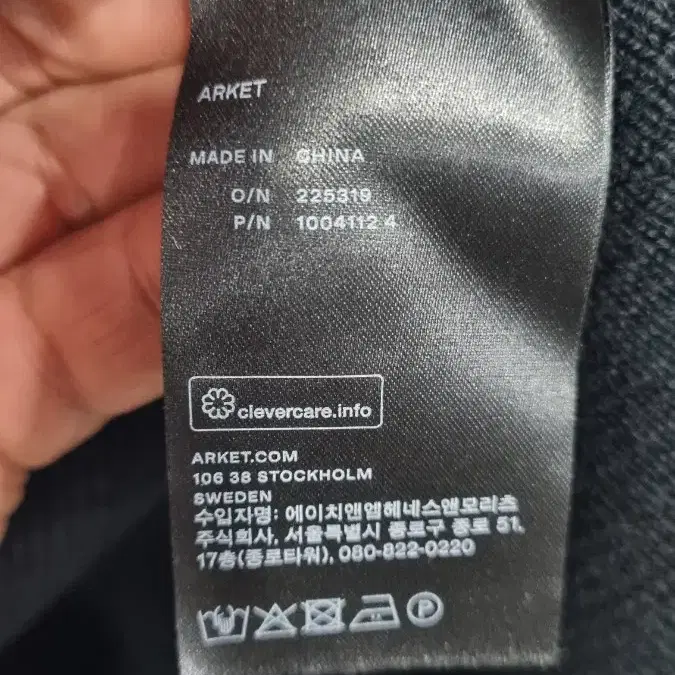 ARKET
MADE IN CHINA
O/N 225319
P/N 1004112 4
clevercare.info
ARKET.COM
106 38 STOCKHOLM
SWEDEN
수입자명: 에이치앤엠헤네스앤모리츠
주식회사, 서울특별시 종로구 종로 51,
17층(종로타워), 080-822-0220
P